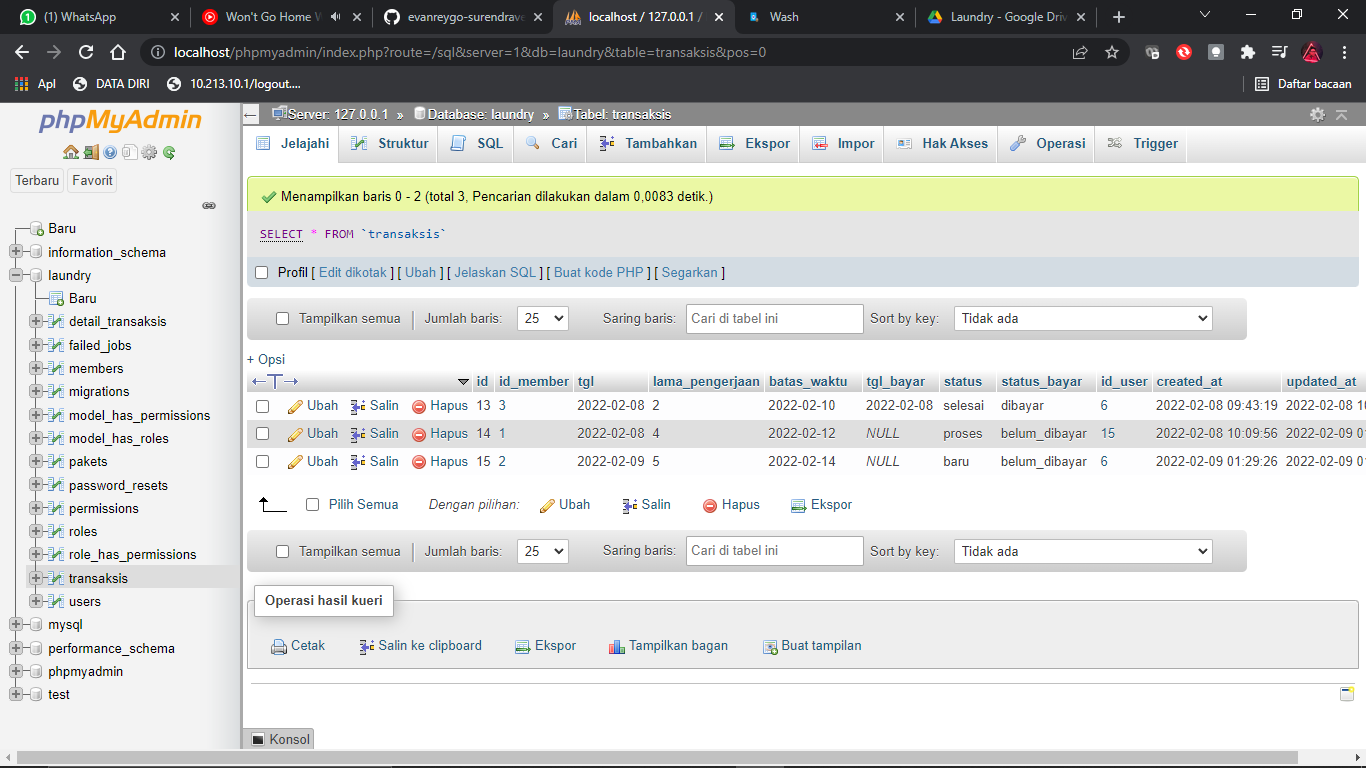 (1) WhatsApp
Won't Go Home W
evanreygo-surendrave
localhost / 127.0.0.1 /
Wash
Laundry - Google Driv
localhost/phpmyadmin/index.php?route=/sql&server=1&db=laundry&table=transaksis&pos=0
Apl
DATA DIRI
10.213.10.1/logout....
Daftar bacaan
phpMyAdmin
Terbaru
Favorit
Baru
information_schema
laundry
Baru
detail_transaksis
failed_jobs
members
migrations
model_has_permissions
model_has_roles
pakets
password_resets
permissions
roles
role_has_permissions
transaksis
users
mysql
performance_schema
phpmyadmin
test
Server: 127.0.0.1 » Database: laundry » Tabel: transaksis
Jelajahi Struktur SQL Cari Tambahkan Ekspor Impor Hak Akses Operasi Trigger
Menampilkan baris 0 - 2 (total 3, Pencarian dilakukan dalam 0,0083 detik.)
SELECT * FROM `transaksis`
Profil [ Edit dikotak ] [ Ubah ] [ Jelaskan SQL ] [ Buat kode PHP ] [ Segarkan ]
Tampilkan semua | Jumlah baris: 25 Saring baris: Cari di tabel ini Sort by key: Tidak ada
+ Opsi
←T→ id id_member tgl lama_pengerjaan batas_waktu tgl_bayar status status_bayar id_user created_at updated_at
Ubah Salin Hapus 13 3 2022-02-08 2 2022-02-10 2022-02-08 selesai dibayar 6 2022-02-08 09:43:19 2022-02-08 10
Ubah Salin Hapus 14 1 2022-02-08 4 2022-02-12 NULL proses belum_dibayar 15 2022-02-08 10:09:56 2022-02-09 01
Ubah Salin Hapus 15 2 2022-02-09 5 2022-02-14 NULL baru belum_dibayar 6 2022-02-09 01:29:26 2022-02-09 01
Pilih Semua Dengan pilihan: Ubah Salin Hapus Ekspor
Tampilkan semua | Jumlah baris: 25 Saring baris: Cari di tabel ini Sort by key: Tidak ada
Operasi hasil kueri
Cetak Salin ke clipboard Ekspor Tampilkan bagan Buat tampilan
Konsol